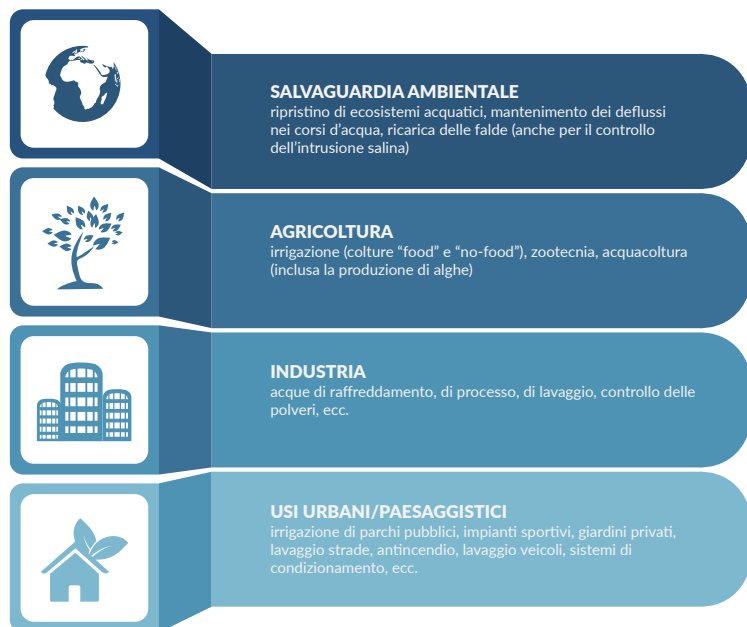 SALVAGUARDIA AMBIENTALE
ripristino di ecosistemi acquatici, mantenimento dei deflussi
nei corsi d'acqua, ricarica delle falde (anche per il controllo
dell'intrusione salina)
AGRICOLTURA
irrigazione (colture “food” e “no-food”), zootecnia, acquacoltura
(inclusa la produzione di alghe)
INDUSTRIA
acque di raffreddamento, di processo, di lavaggio, controllo delle
polveri, ecc.
USI URBANI/PAESAGGISTICI
irrigazione di parchi pubblici, impianti sportivi, giardini privati,
lavaggio strade, antincendio, lavaggio veicoli, sistemi di
condizionamento, ecc.